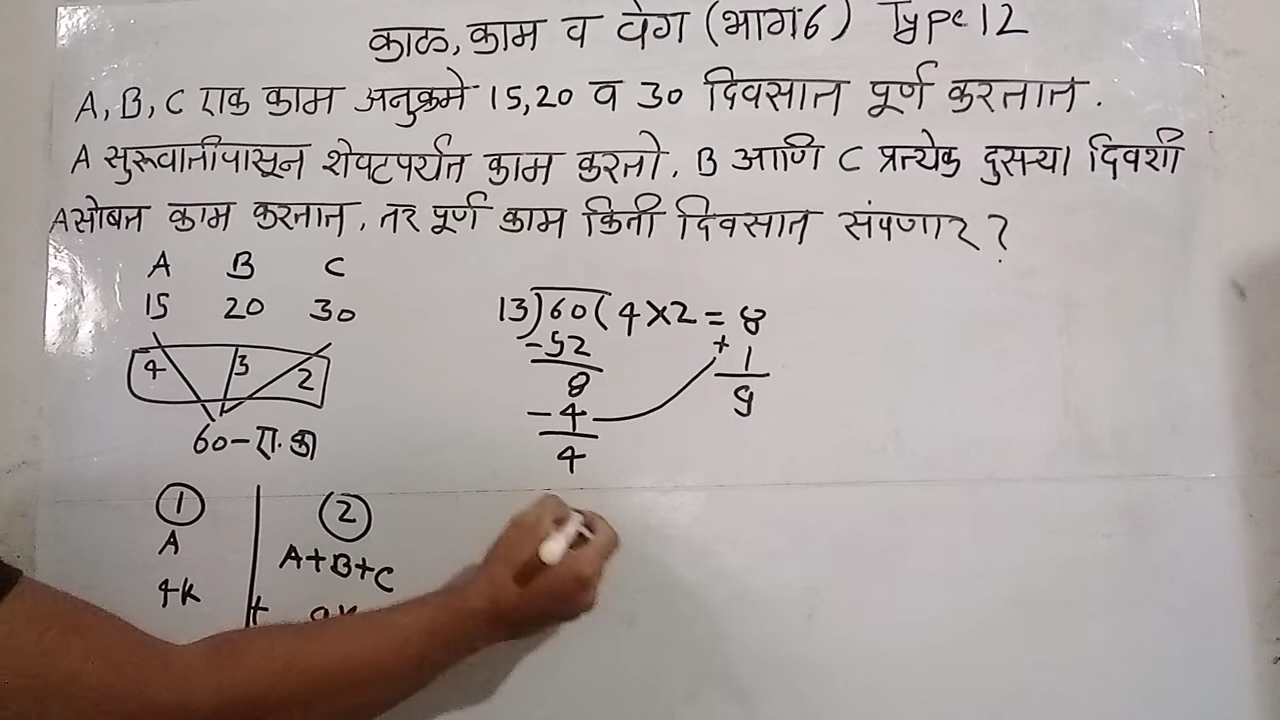 काळ, काम व वेग (भाग 6) Type 12
A, B, C एक काम अनुक्रमे 15, 20 व 30 दिवसात पूर्ण करतात.
A सुरूवातीपासून शेवटपर्यंत काम करतो. B आणि C प्रत्येक दुसऱ्या दिवशी
A सोबत काम करतात, तर पूर्ण काम किती दिवसात संपणार?
A B C
15 20 30
4 3 2
60 - ए. का
13)60(4×2 = 8
-52 + 1
8 9
-4
4
① ②
A A+B+C
4K +